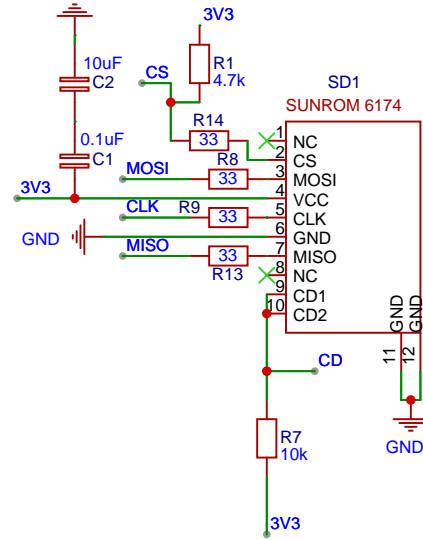 3V3
10uF
C2
CS
R1
4.7k
SD1
SUNROM 6174
0.1uF
C1
R14
33
1
NC
2
CS
MOSI
R8
33
3
MOSI
3V3
4
VCC
CLK
R9
33
5
CLK
GND
6
GND
MISO
33
R13
7
MISO
8
NC
9
CD1
10
CD2
GND
GND
11
12
CD
R7
10k
GND
3V3